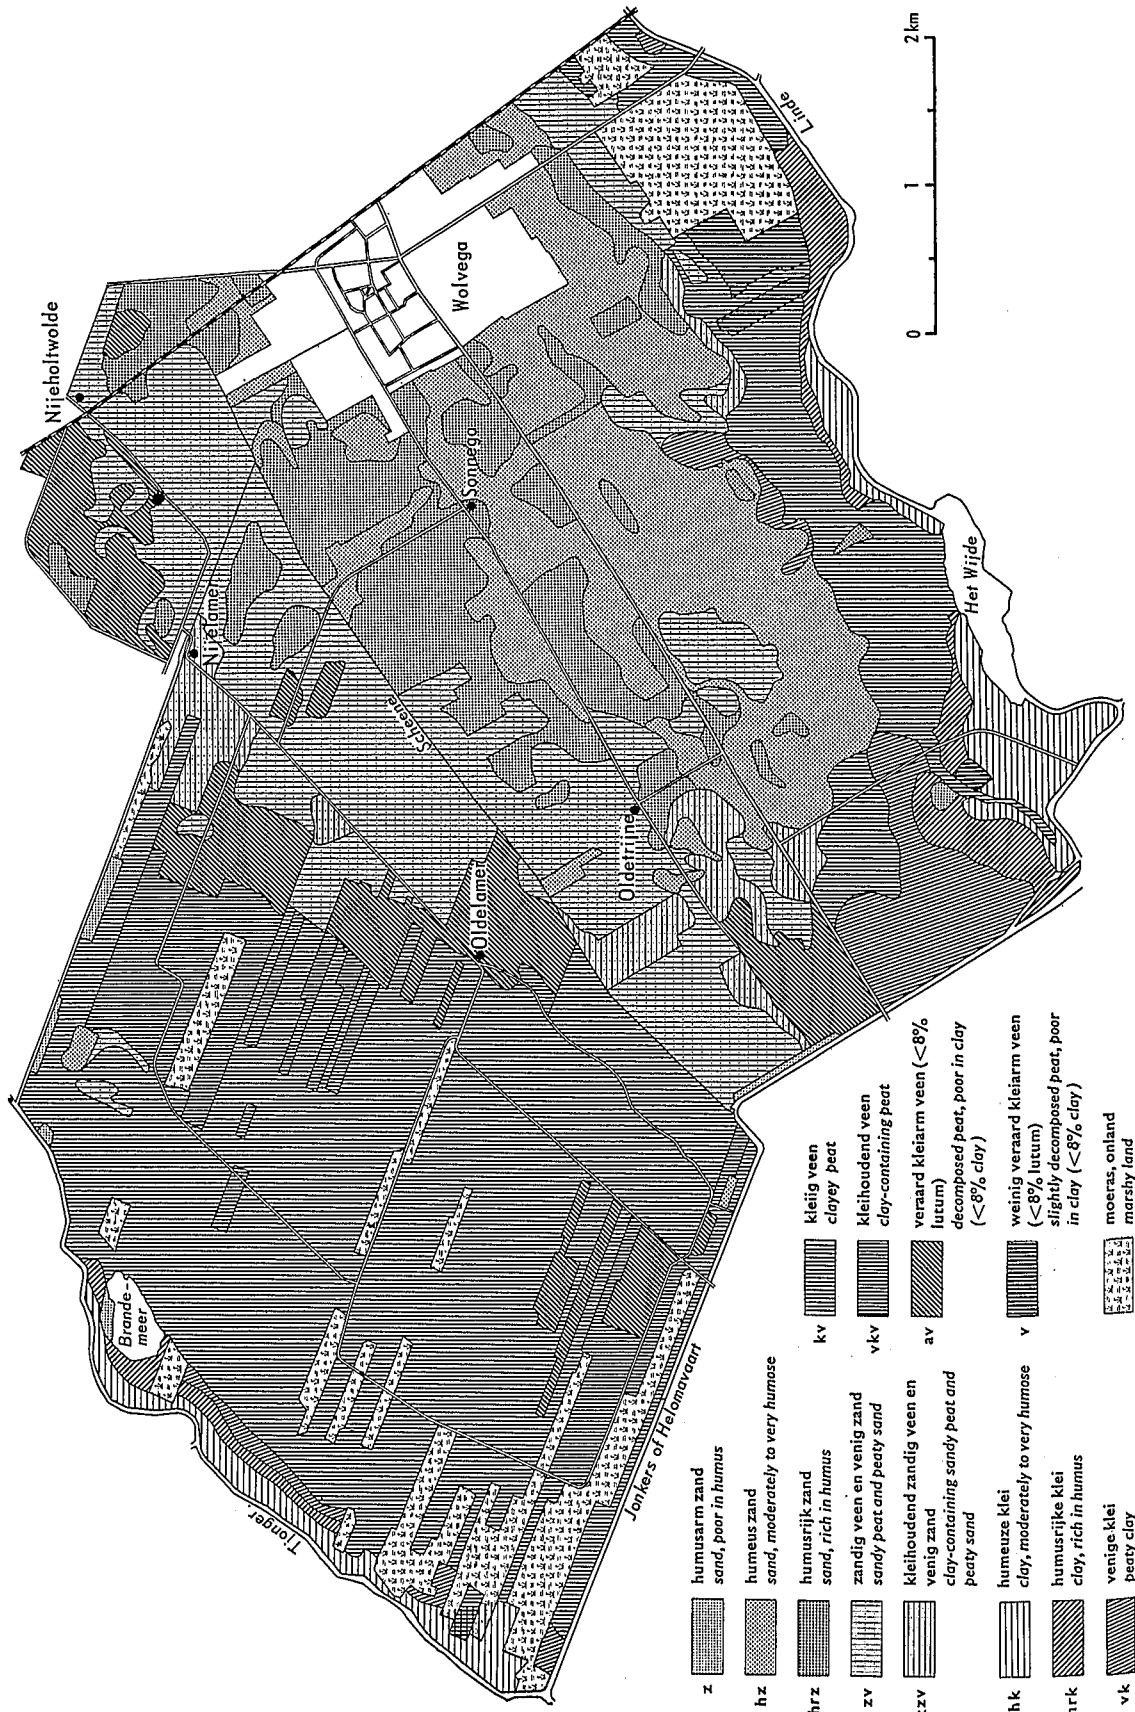 Nijeholtwolde
Wolvega
Linde
0
1
2 km
Nijelamer
Sonnega
Scheene
Oldetrijne
Oldelamer
Het Wijde
Brande-
meer
Tjonger
Jonkers of Helomavaart
z
humusarm zand
sand, poor in humus
hz
humeus zand
sand, moderately to very humose
hrz
humusrijk zand
sand, rich in humus
zv
zandig veen en venig zand
sandy peat and peaty sand
kzv
kleihoudend zandig veen en
venig zand
clay-containing sandy peat and
peaty sand
hk
humeuze klei
clay, moderately to very humose
hrk
humusrijke klei
clay, rich in humus
vk
venige klei
peaty clay
kv
kleiig veen
clayey peat
vkv
kleihoudend veen
clay-containing peat
av
veraard kleiarm veen (<8%
lutum)
decomposed peat, poor in clay
(<8% clay)
v
weinig veraard kleiarm veen
(<8% lutum)
slightly decomposed peat, poor
in clay (<8% clay)
moeras, onland
marshy land